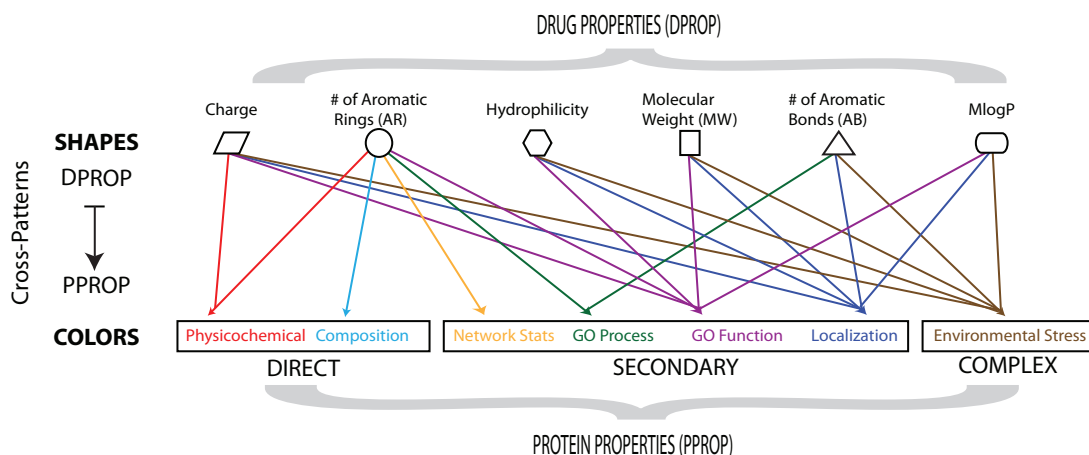 DRUG PROPERTIES (DPROP)
Charge
# of Aromatic
Rings (AR)
Hydrophilicity
Molecular
Weight (MW)
# of Aromatic
Bonds (AB)
MlogP
SHAPES
DPROP
Cross-Patterns
PPROP
COLORS
Physicochemical
Composition
Network Stats
GO Process
GO Function
Localization
Environmental Stress
DIRECT
SECONDARY
COMPLEX
PROTEIN PROPERTIES (PPROP)